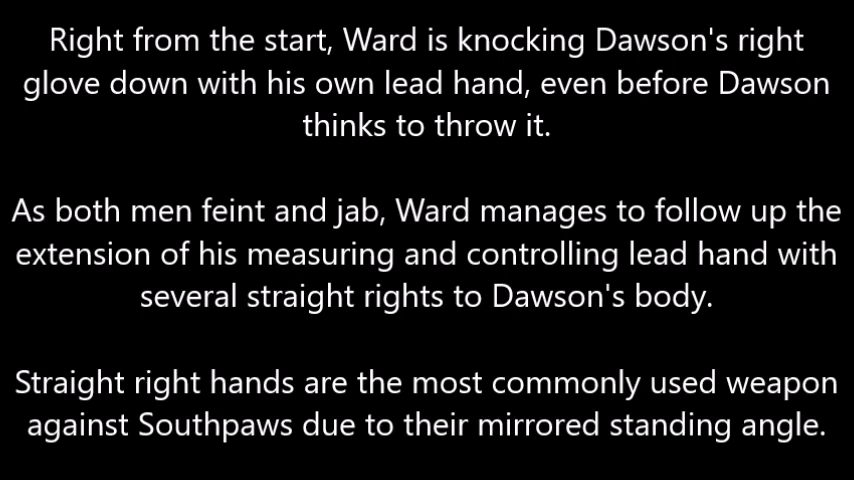 Right from the start, Ward is knocking Dawson's right
glove down with his own lead hand, even before Dawson
thinks to throw it.
As both men feint and jab, Ward manages to follow up the
extension of his measuring and controlling lead hand with
several straight rights to Dawson's body.
Straight right hands are the most commonly used weapon
against Southpaws due to their mirrored standing angle.